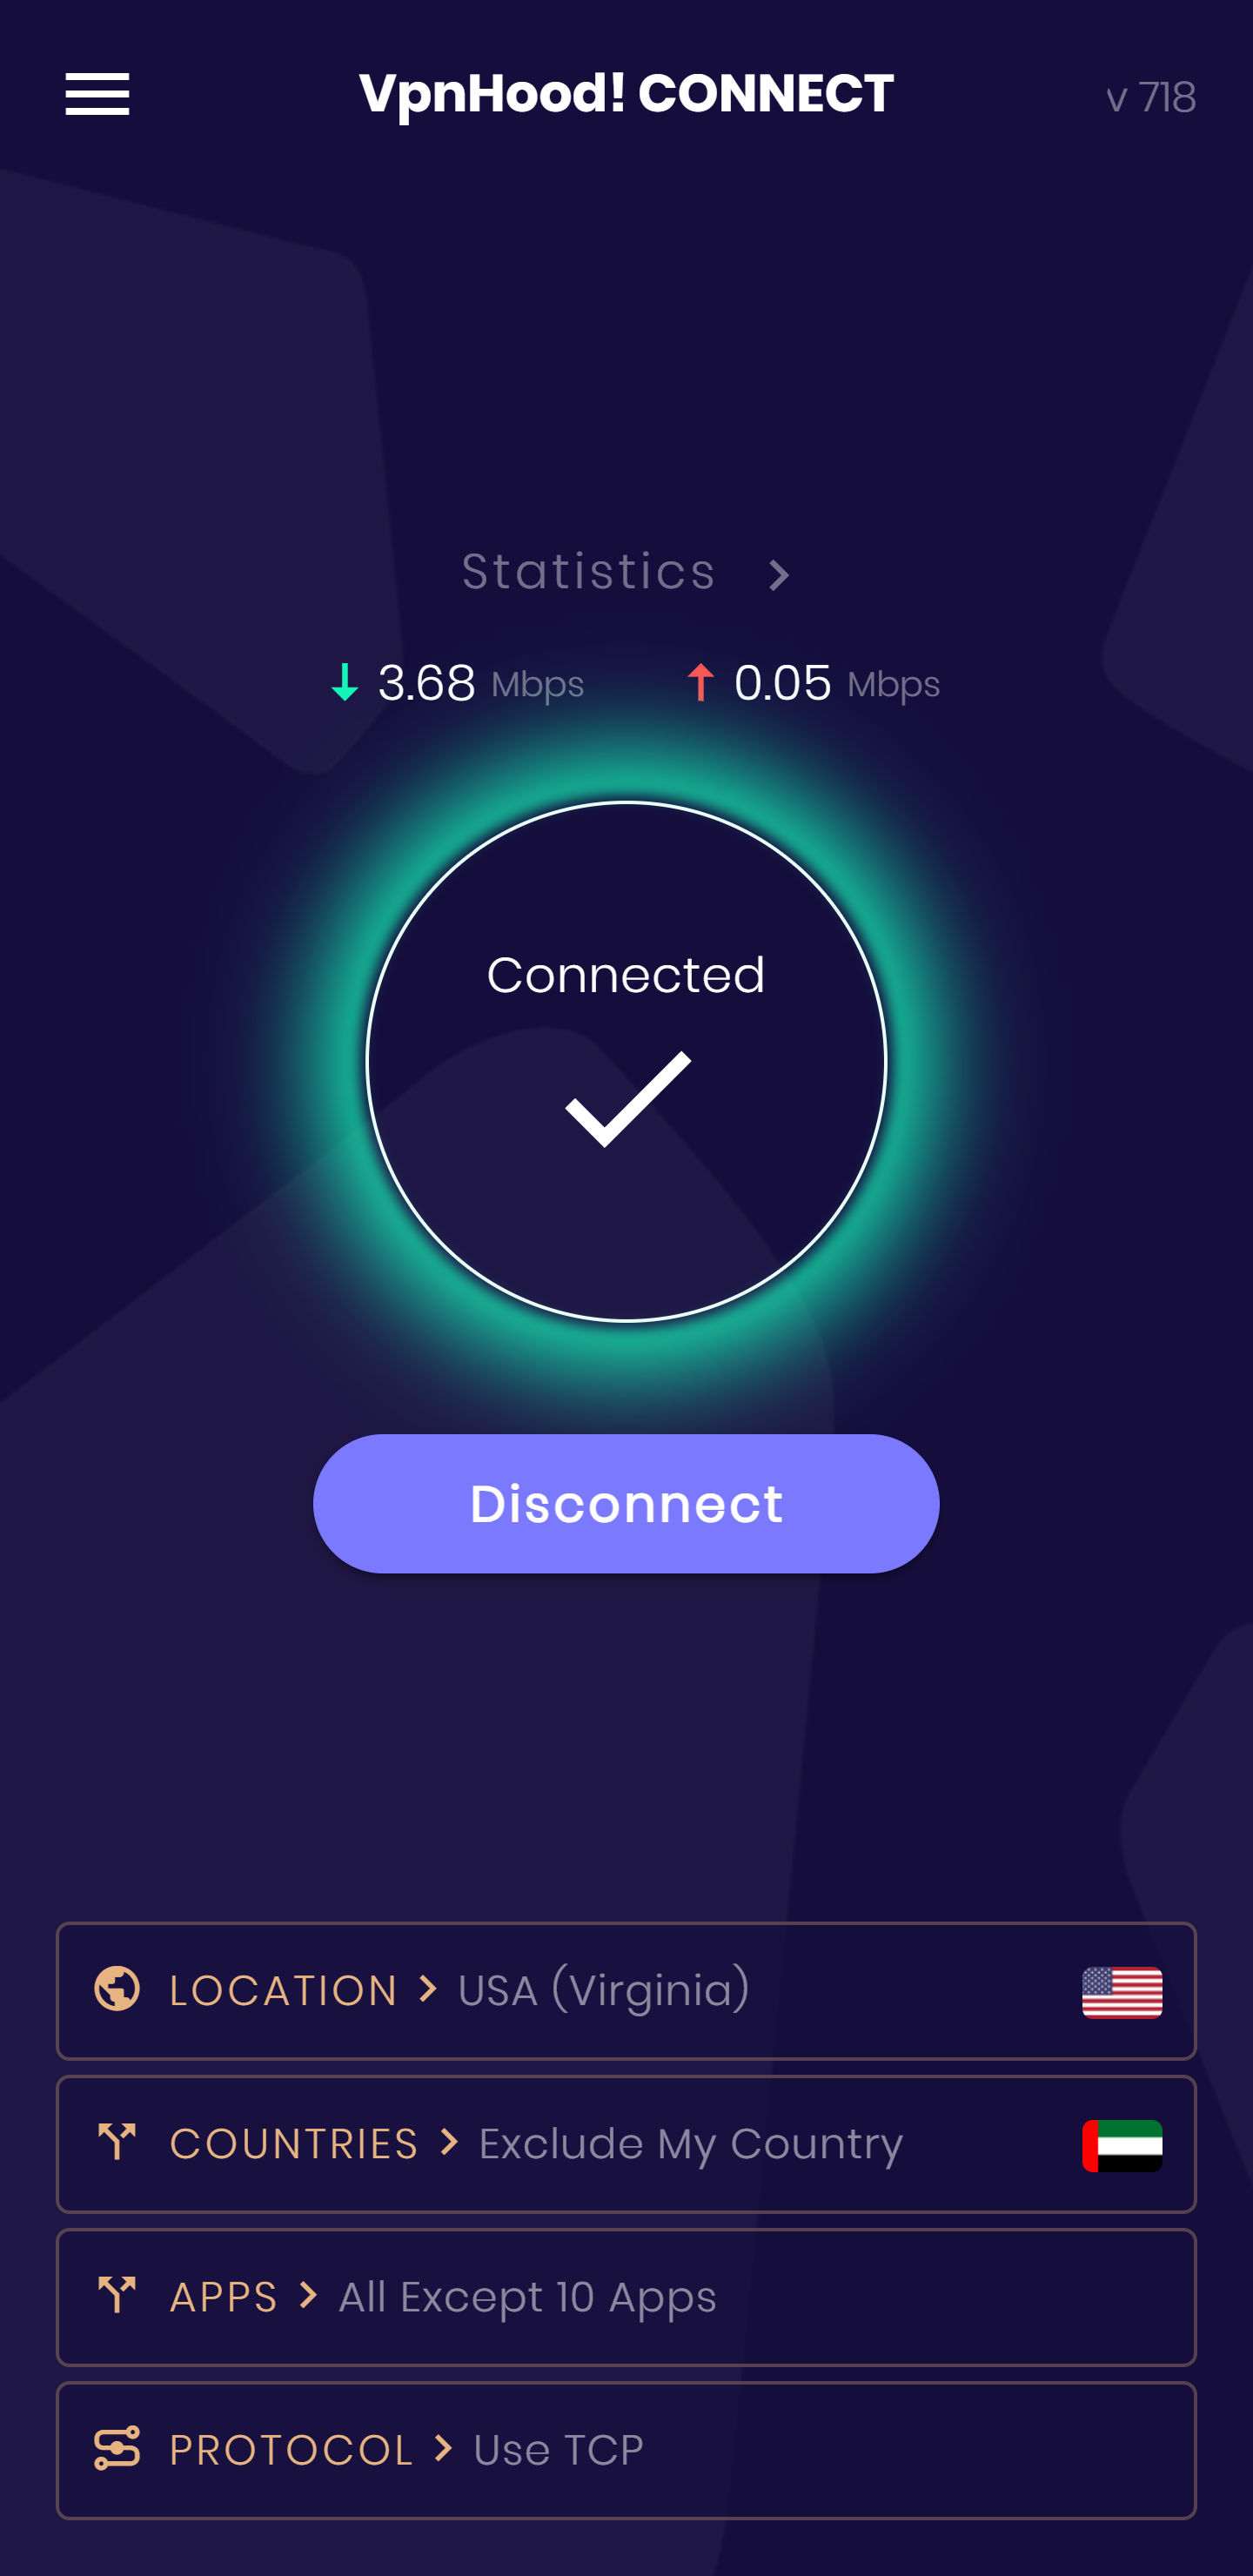 VpnHood! CONNECT
v 718
Statistics
3.68 Mbps 0.05 Mbps
Connected
Disconnect
LOCATION > USA (Virginia)
COUNTRIES > Exclude My Country
APPS > All Except 10 Apps
PROTOCOL > Use TCP